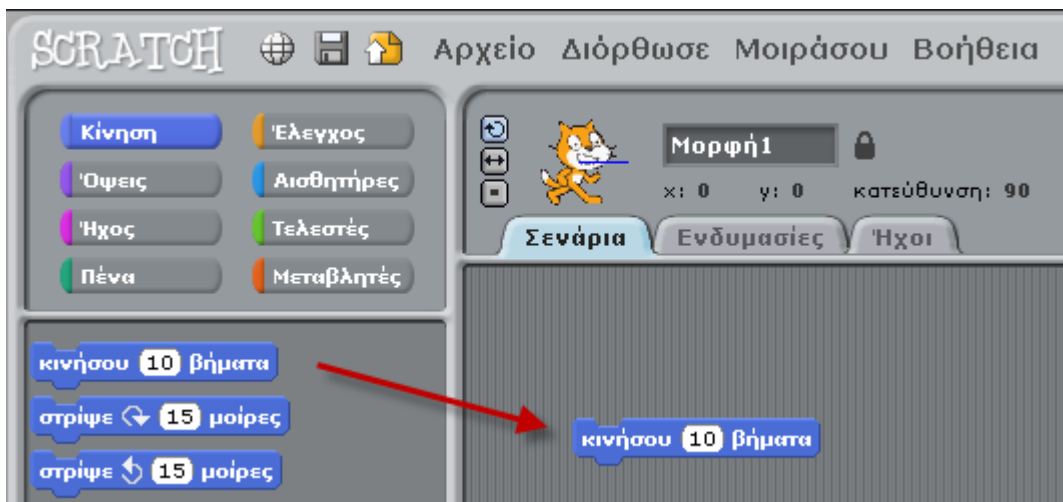 SCRATCH Αρχείο Διόρθωσε Μοιράσου Βοήθεια
Κίνηση Έλεγχος
Όψεις Αισθητήρες
Ήχος Τελεστές
Πένα Μεταβλητές
Μορφή1
x: 0 y: 0 κατεύθυνση: 90
Σενάρια Ενδυμασίες Ήχοι
κινήσου 10 βήματα
στρίψε 15 μοίρες
στρίψε 15 μοίρες
κινήσου 10 βήματα